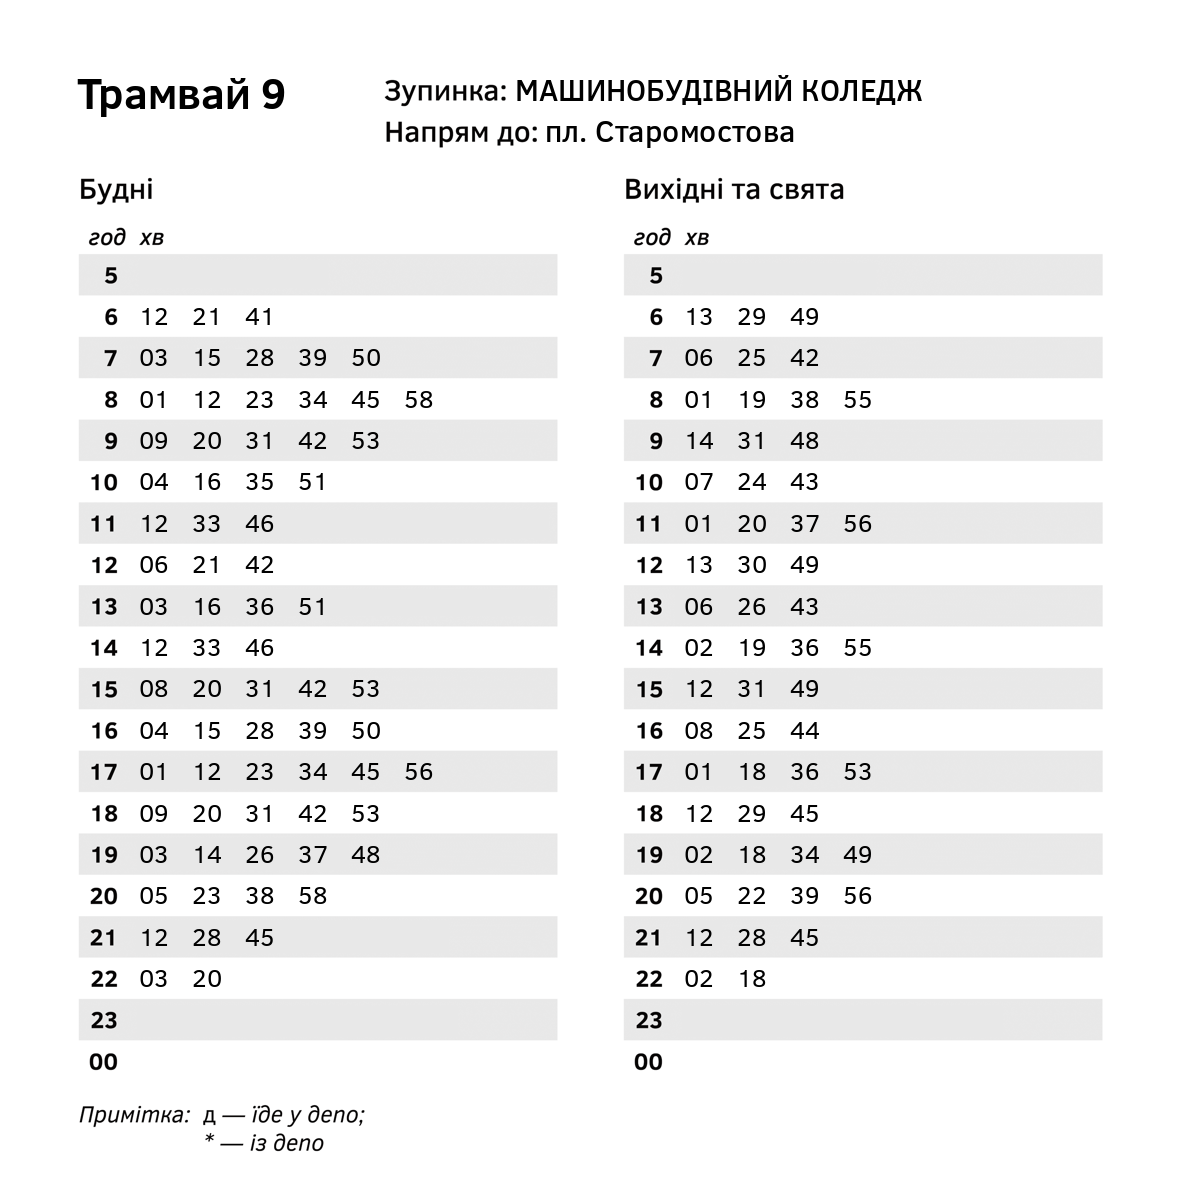 Трамвай 9
Зупинка: МАШИНОБУДІВНИЙ КОЛЕДЖ
Напрям до: пл. Старомостова
Будні
год хв
5
6 12 21 41
7 03 15 28 39 50
8 01 12 23 34 45 58
9 09 20 31 42 53
10 04 16 35 51
11 12 33 46
12 06 21 42
13 03 16 36 51
14 12 33 46
15 08 20 31 42 53
16 04 15 28 39 50
17 01 12 23 34 45 56
18 09 20 31 42 53
19 03 14 26 37 48
20 05 23 38 58
21 12 28 45
22 03 20
23
00
Вихідні та свята
год хв
5
6 13 29 49
7 06 25 42
8 01 19 38 55
9 14 31 48
10 07 24 43
11 01 20 37 56
12 13 30 49
13 06 26 43
14 02 19 36 55
15 12 31 49
16 08 25 44
17 01 18 36 53
18 12 29 45
19 02 18 34 49
20 05 22 39 56
21 12 28 45
22 02 18
23
00
Примітка: д — їде у депо;
* — із депо